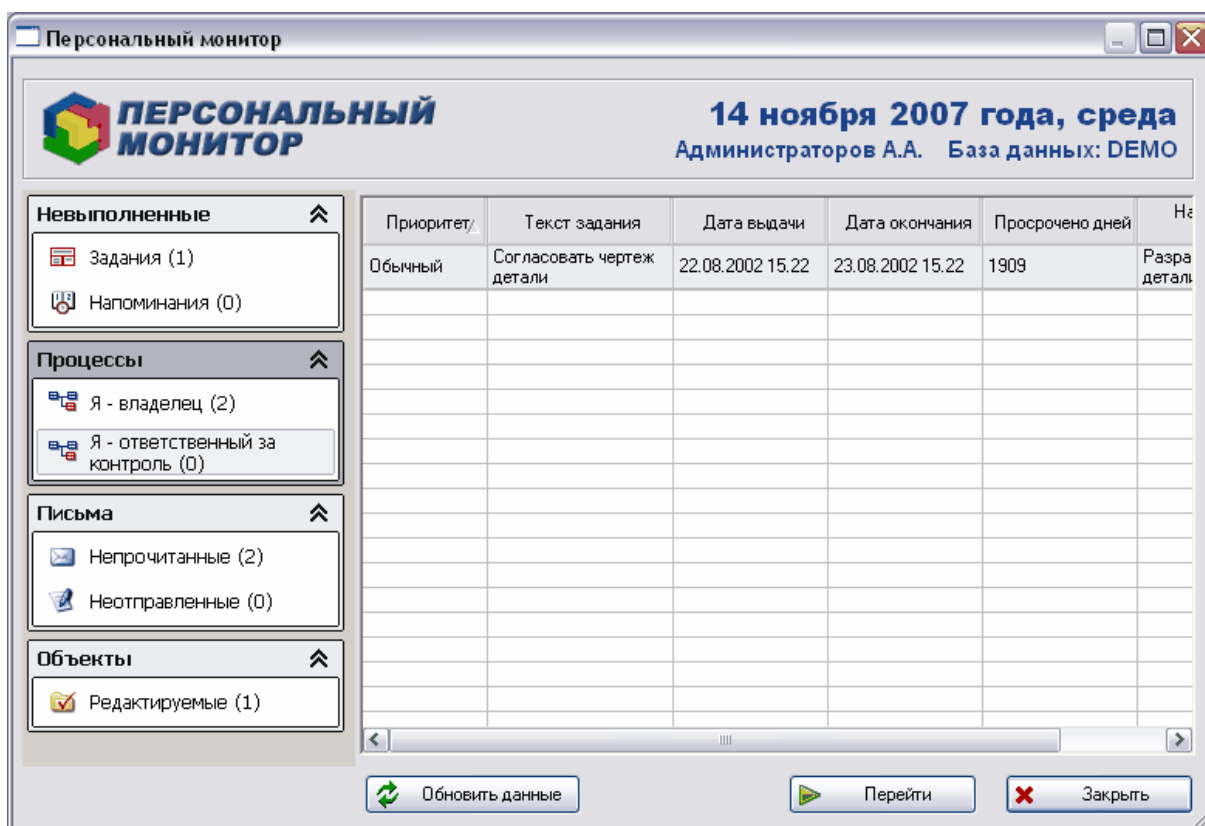 Персональный монитор
ПЕРСОНАЛЬНЫЙ
МОНИТОР
14 ноября 2007 года, среда
Администраторов А.А. База данных: DEMO
Невыполненные
Задания (1)
Напоминания (0)
Процессы
Я - владелец (2)
Я - ответственный за
контроль (0)
Письма
Непрочитанные (2)
Неотправленные (0)
Объекты
Редактируемые (1)
Приоритет Текст задания Дата выдачи Дата окончания Просрочено дней На
Обычный Согласовать чертеж детали 22.08.2002 15.22 23.08.2002 15.22 1909 Разра
детали
Обновить данные Перейти Закрыть